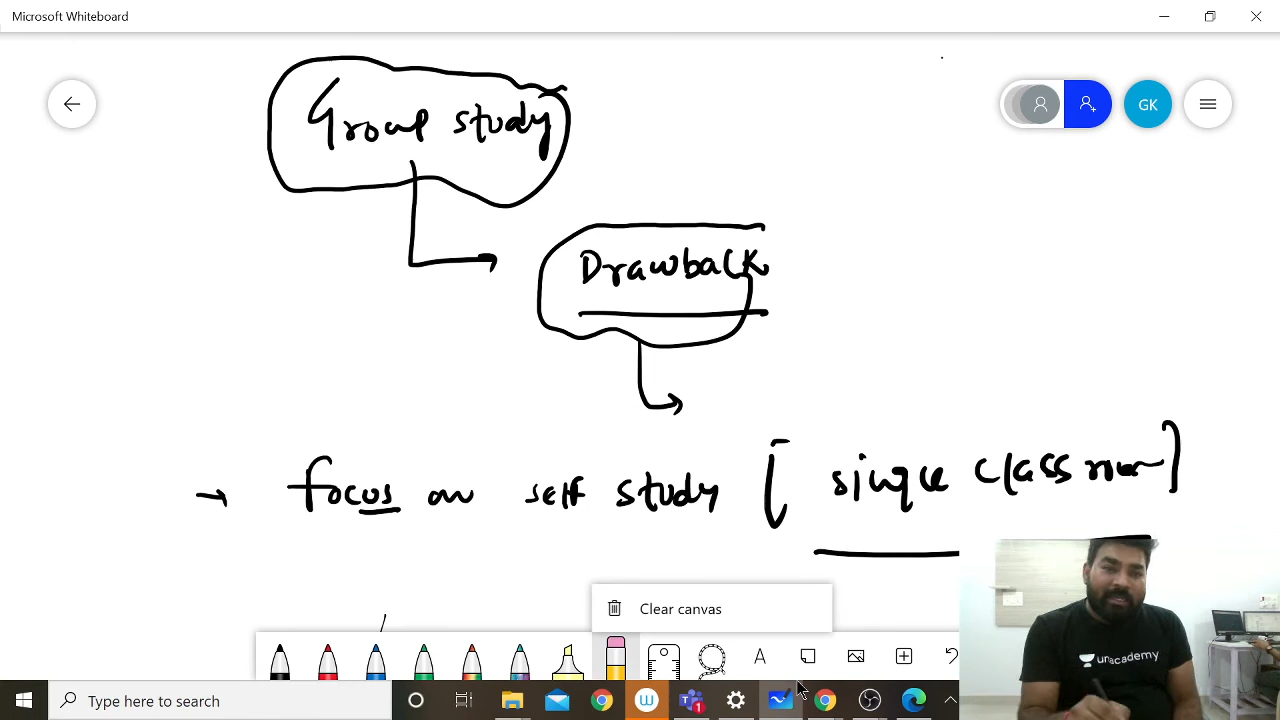 Microsoft Whiteboard
Group study
GK
Drawback
→ focus on self study [single classroom]
Clear canvas
unacademy
Type here to search